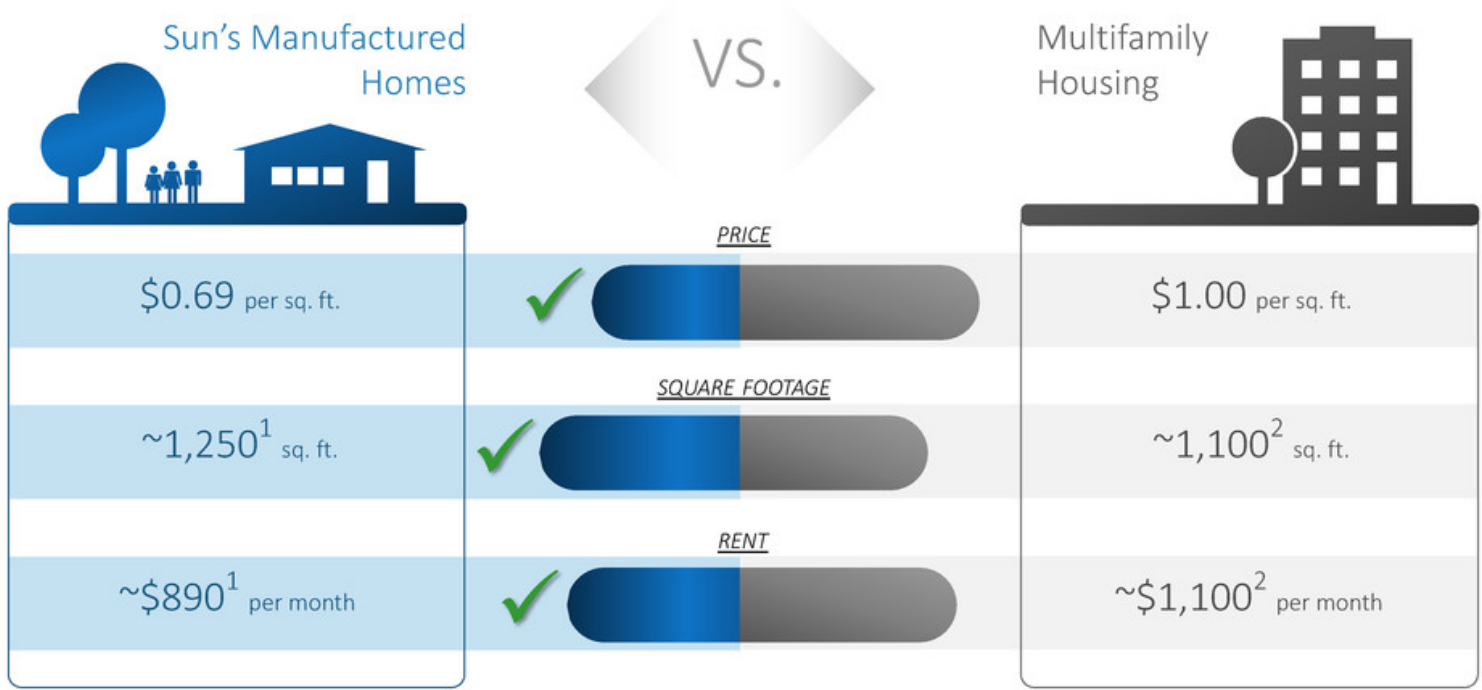 Sun's Manufactured
Homes
VS.
Multifamily
Housing
PRICE
$0.69 per sq. ft.
$1.00 per sq. ft.
SQUARE FOOTAGE
~1,250¹ sq. ft.
~1,100² sq. ft.
RENT
~$890¹ per month
~$1,100² per month